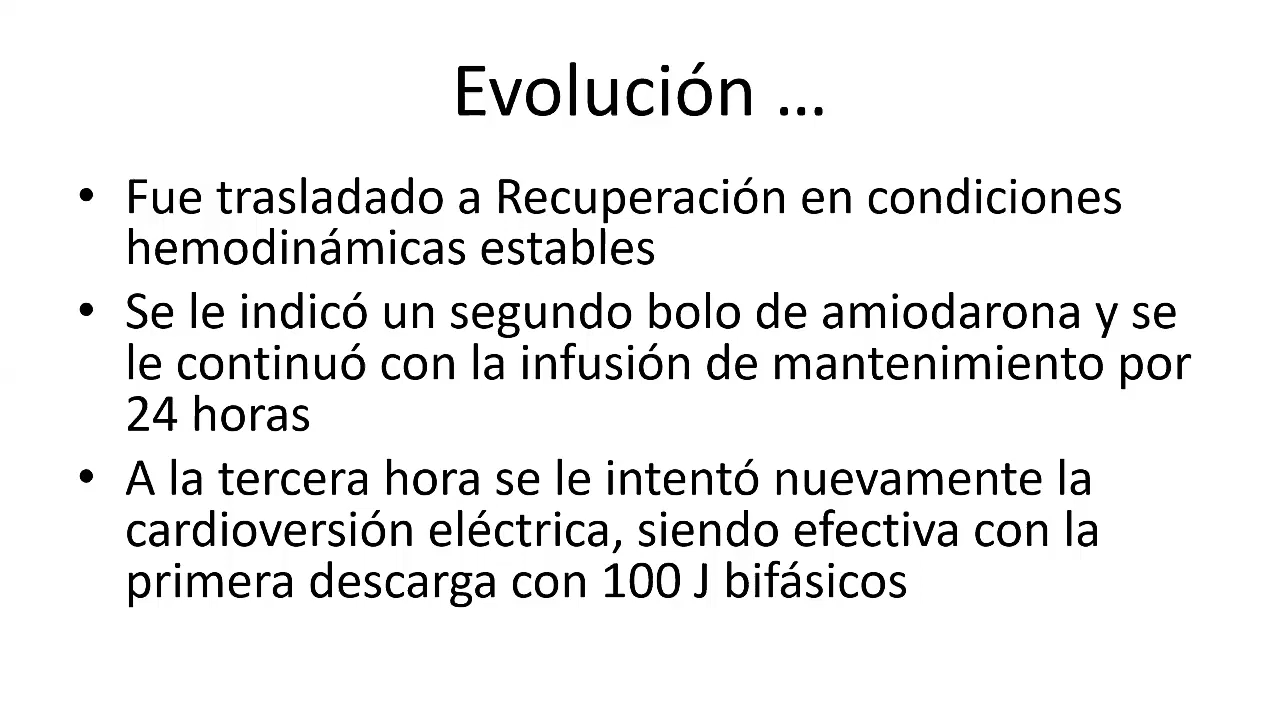 Evolución ...
• Fue trasladado a Recuperación en condiciones
hemodinámicas estables
• Se le indicó un segundo bolo de amiodarona y se
le continuó con la infusión de mantenimiento por
24 horas
• A la tercera hora se le intentó nuevamente la
cardioversión eléctrica, siendo efectiva con la
primera descarga con 100 J bifásicos